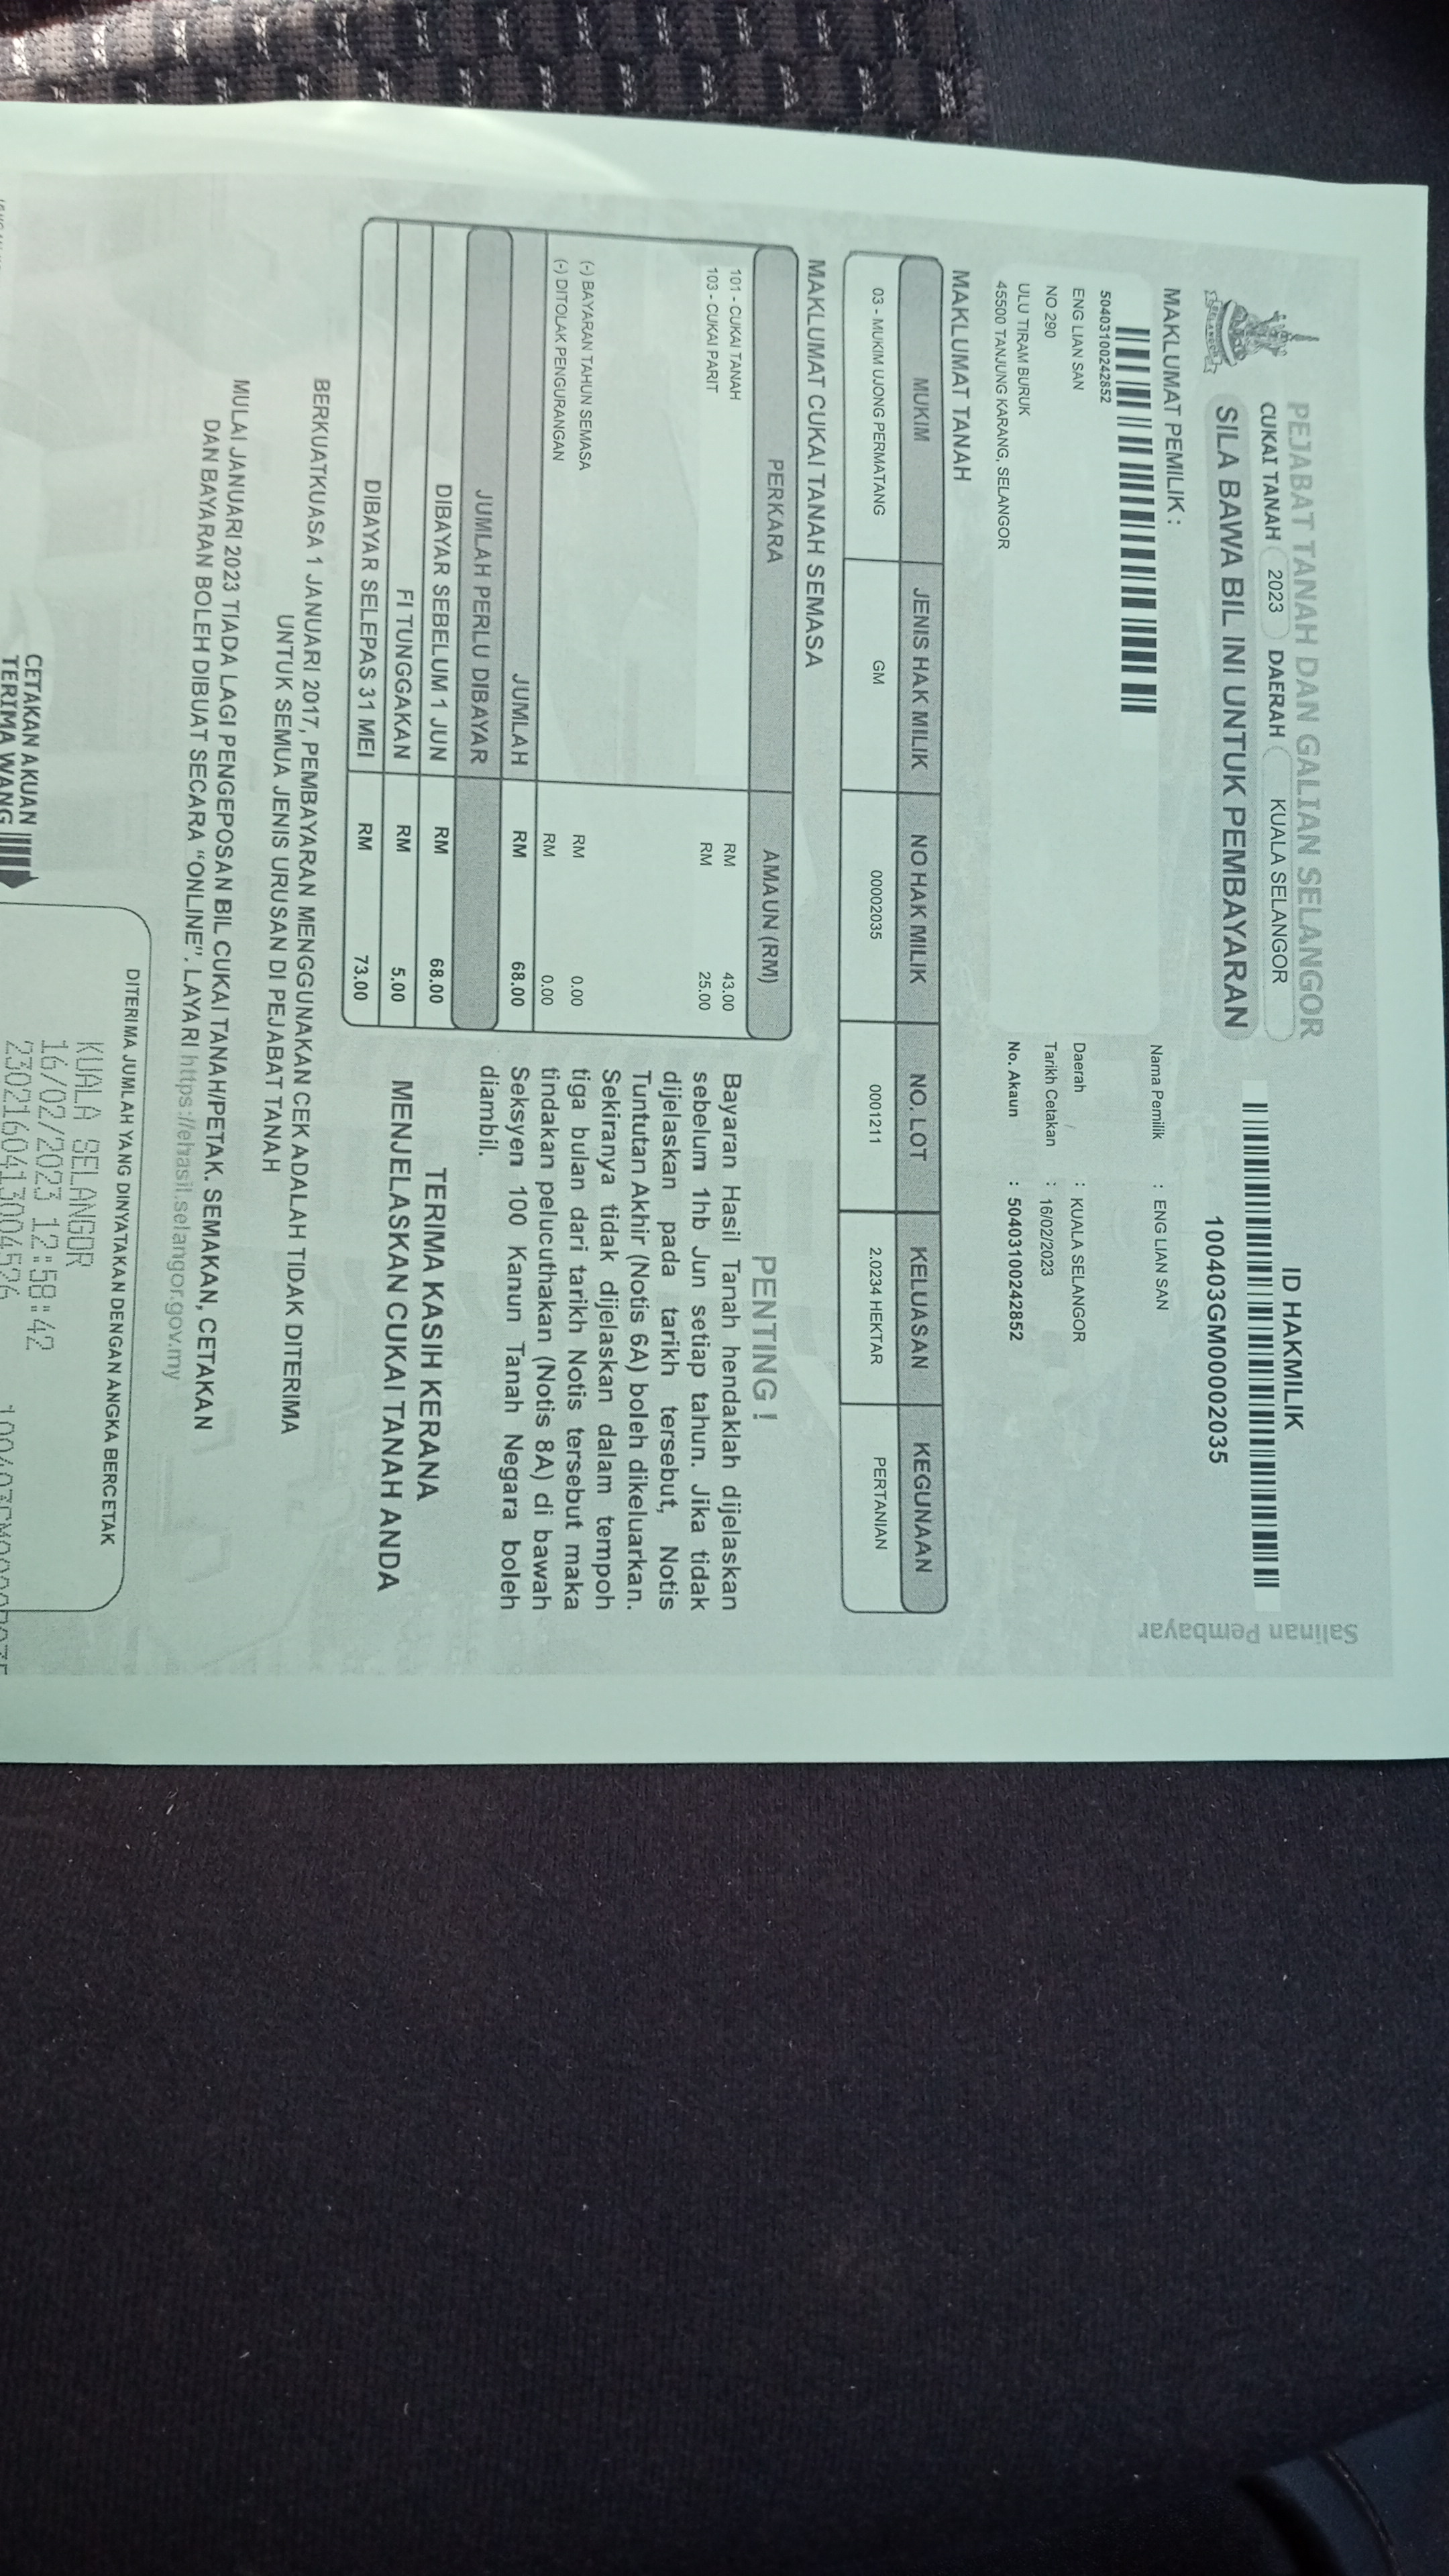 Salinan Pembayar
PEJABAT TANAH DAN GALIAN SELANGOR
CUKAI TANAH 2023 DAERAH KUALA SELANGOR
SILA BAWA BIL INI UNTUK PEMBAYARAN
ID HAKMILIK
100403GM00002035
MAKLUMAT PEMILIK :
50403100242852
ENG LIAN SAN
NO 290
ULU TIRAM BURUK
45500 TANJUNG KARANG, SELANGOR
Nama Pemilik : ENG LIAN SAN
Daerah : KUALA SELANGOR
Tarikh Cetakan : 16/02/2023
No. Akaun : 50403100242852
MAKLUMAT TANAH
MUKIM JENIS HAK MILIK NO HAK MILIK NO. LOT KELUASAN KEGUNAAN
03 - MUKIM UJONG PERMATANG GM 00002035 0001211 2.0234 HEKTAR PERTANIAN
MAKLUMAT CUKAI TANAH SEMASA
PERKARA AMAUN (RM)
101 - CUKAI TANAH RM 43.00
103 - CUKAI PARIT RM 25.00
(-) BAYARAN TAHUN SEMASA RM 0.00
(-) DITOLAK PENGURANGAN RM 0.00
JUMLAH RM 68.00
JUMLAH PERLU DIBAYAR
DIBAYAR SEBELUM 1 JUN RM 68.00
FI TUNGGAKAN RM 5.00
DIBAYAR SELEPAS 31 MEI RM 73.00
PENTING !
Bayaran Hasil Tanah hendaklah dijelaskan
sebelum 1hb Jun setiap tahun. Jika tidak
dijelaskan pada tarikh tersebut, Notis
Tuntutan Akhir (Notis 6A) boleh dikeluarkan.
Sekiranya tidak dijelaskan dalam tempoh
tiga bulan dari tarikh Notis tersebut maka
tindakan pelucuthakan (Notis 8A) di bawah
Seksyen 100 Kanun Tanah Negara boleh
diambil.
TERIMA KASIH KERANA
MENJELASKAN CUKAI TANAH ANDA
BERKUATKUASA 1 JANUARI 2017, PEMBAYARAN MENGGUNAKAN CEK ADALAH TIDAK DITERIMA
UNTUK SEMUA JENIS URUSAN DI PEJABAT TANAH
MULAI JANUARI 2023 TIADA LAGI PENGEPOSAN BIL CUKAI TANAH/PETAK. SEMAKAN, CETAKAN
DAN BAYARAN BOLEH DIBUAT SECARA "ONLINE". LAYARI https://ehasil.selangor.gov.my
DITERIMA JUMLAH YANG DINYATAKAN DENGAN ANGKA BERCETAK
CETAKAN AKUAN
TERIMA WANG
KUALA SELANGOR
16/02/2023 12:58:42
2302160413004526 100403GM00002035